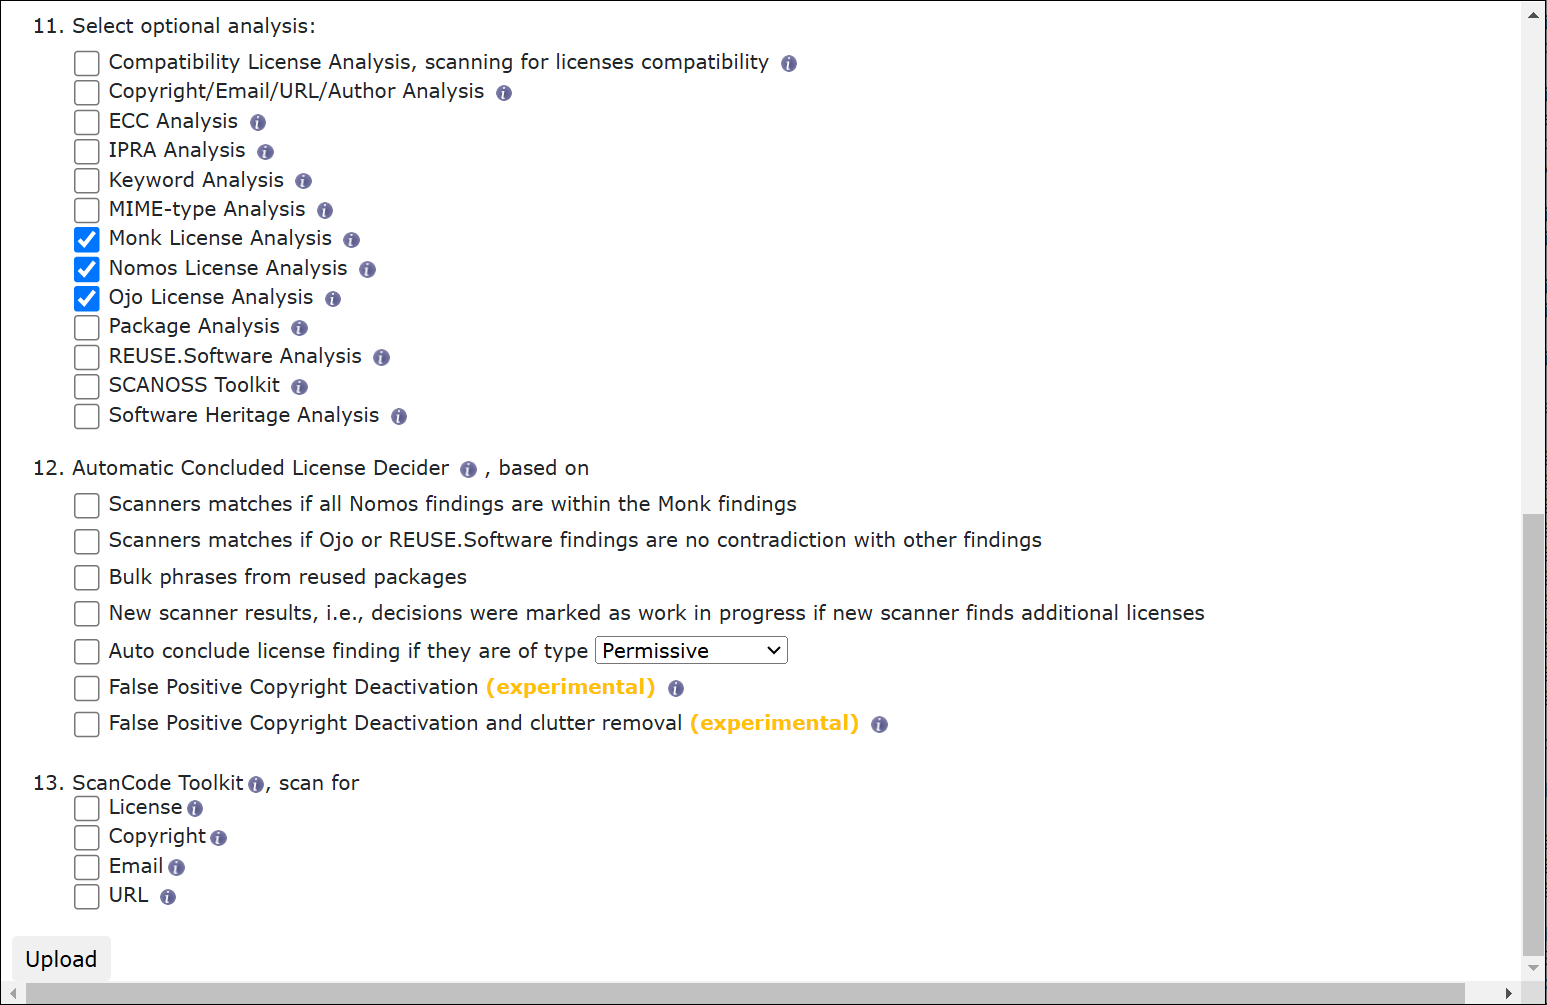 11. Select optional analysis:
Compatibility License Analysis, scanning for licenses compatibility
Copyright/Email/URL/Author Analysis
ECC Analysis
IPRA Analysis
Keyword Analysis
MIME-type Analysis
Monk License Analysis
Nomos License Analysis
Ojo License Analysis
Package Analysis
REUSE.Software Analysis
SCANOSS Toolkit
Software Heritage Analysis
12. Automatic Concluded License Decider , based on
Scanners matches if all Nomos findings are within the Monk findings
Scanners matches if Ojo or REUSE.Software findings are no contradiction with other findings
Bulk phrases from reused packages
New scanner results, i.e., decisions were marked as work in progress if new scanner finds additional licenses
Auto conclude license finding if they are of type Permissive
False Positive Copyright Deactivation (experimental)
False Positive Copyright Deactivation and clutter removal (experimental)
13. ScanCode Toolkit, scan for
License
Copyright
Email
URL
Upload